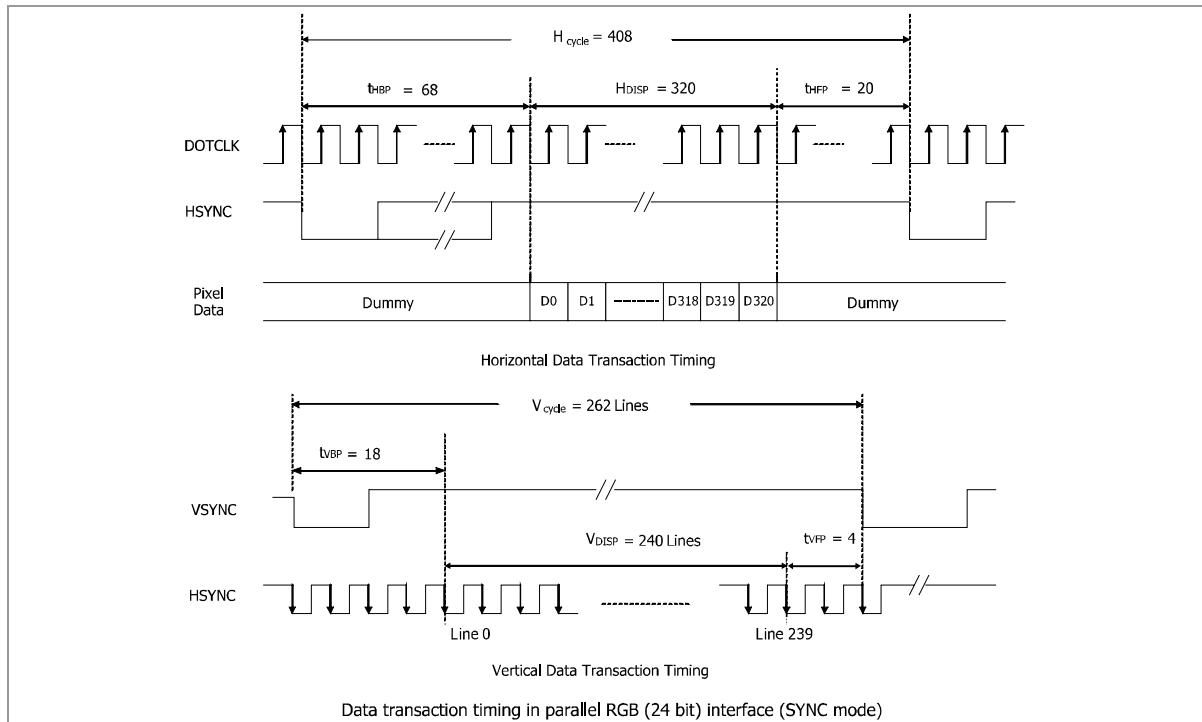 H cycle = 408
tHBP = 68
HDISP = 320
tHFP = 20
DOTCLK
HSYNC
Pixel
Data
Dummy
D0
D1
D318
D319
D320
Dummy
Horizontal Data Transaction Timing
V cycle = 262 Lines
tVBP = 18
VSYNC
VDISP = 240 Lines
tVFP = 4
HSYNC
Line 0
Line 239
Vertical Data Transaction Timing
Data transaction timing in parallel RGB (24 bit) interface (SYNC mode)